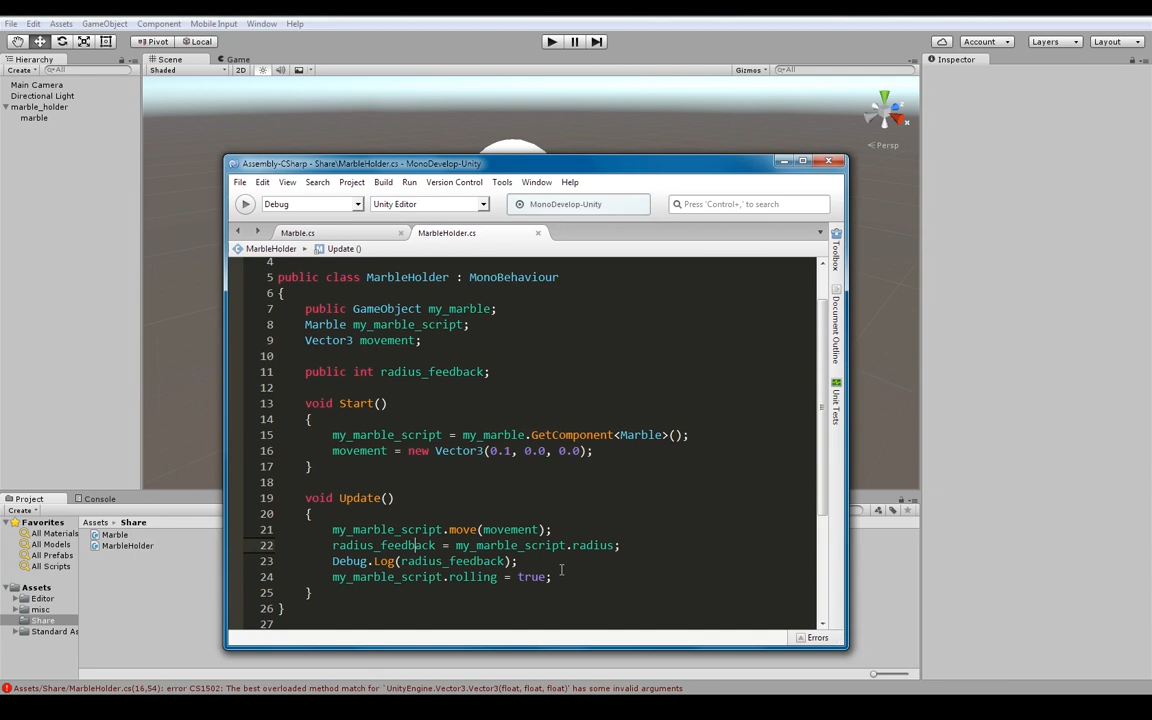 File Edit Assets GameObject Component Mobile Input Window Help
Pivot Local Account Layers Layout
Hierarchy Scene Game Inspector
Create All Shaded 2D Gizmos All
Main Camera
Directional Light
marble_holder
marble
Persp
Assembly-CSharp - Share\MarbleHolder.cs - MonoDevelop-Unity
File Edit View Search Project Build Run Version Control Tools Window Help
Debug Unity Editor MonoDevelop-Unity Press 'Control+,' to search
Marble.cs MarbleHolder.cs
MarbleHolder Update ()
4
5 public class MarbleHolder : MonoBehaviour
6 {
7 public GameObject my_marble;
8 Marble my_marble_script;
9 Vector3 movement;
10
11 public int radius_feedback;
12
13 void Start()
14 {
15 my_marble_script = my_marble.GetComponent<Marble>();
16 movement = new Vector3(0.1, 0.0, 0.0);
17 }
18
19 void Update()
20 {
21 my_marble_script.move(movement);
22 radius_feedback = my_marble_script.radius;
23 Debug.Log(radius_feedback);
24 my_marble_script.rolling = true;
25 }
26 }
27
Toolbox
Document Outline
Unit Tests
Errors
Project Console
Create
Favorites
All Materials
All Models
All Prefabs
All Scripts
Assets
Editor
misc
Share
Standard As
Assets Share
Marble
MarbleHolder
Assets/Share/MarbleHolder.cs(16,54): error CS1502: The best overloaded method match for `UnityEngine.Vector3.Vector3(float, float, float)' has some invalid arguments